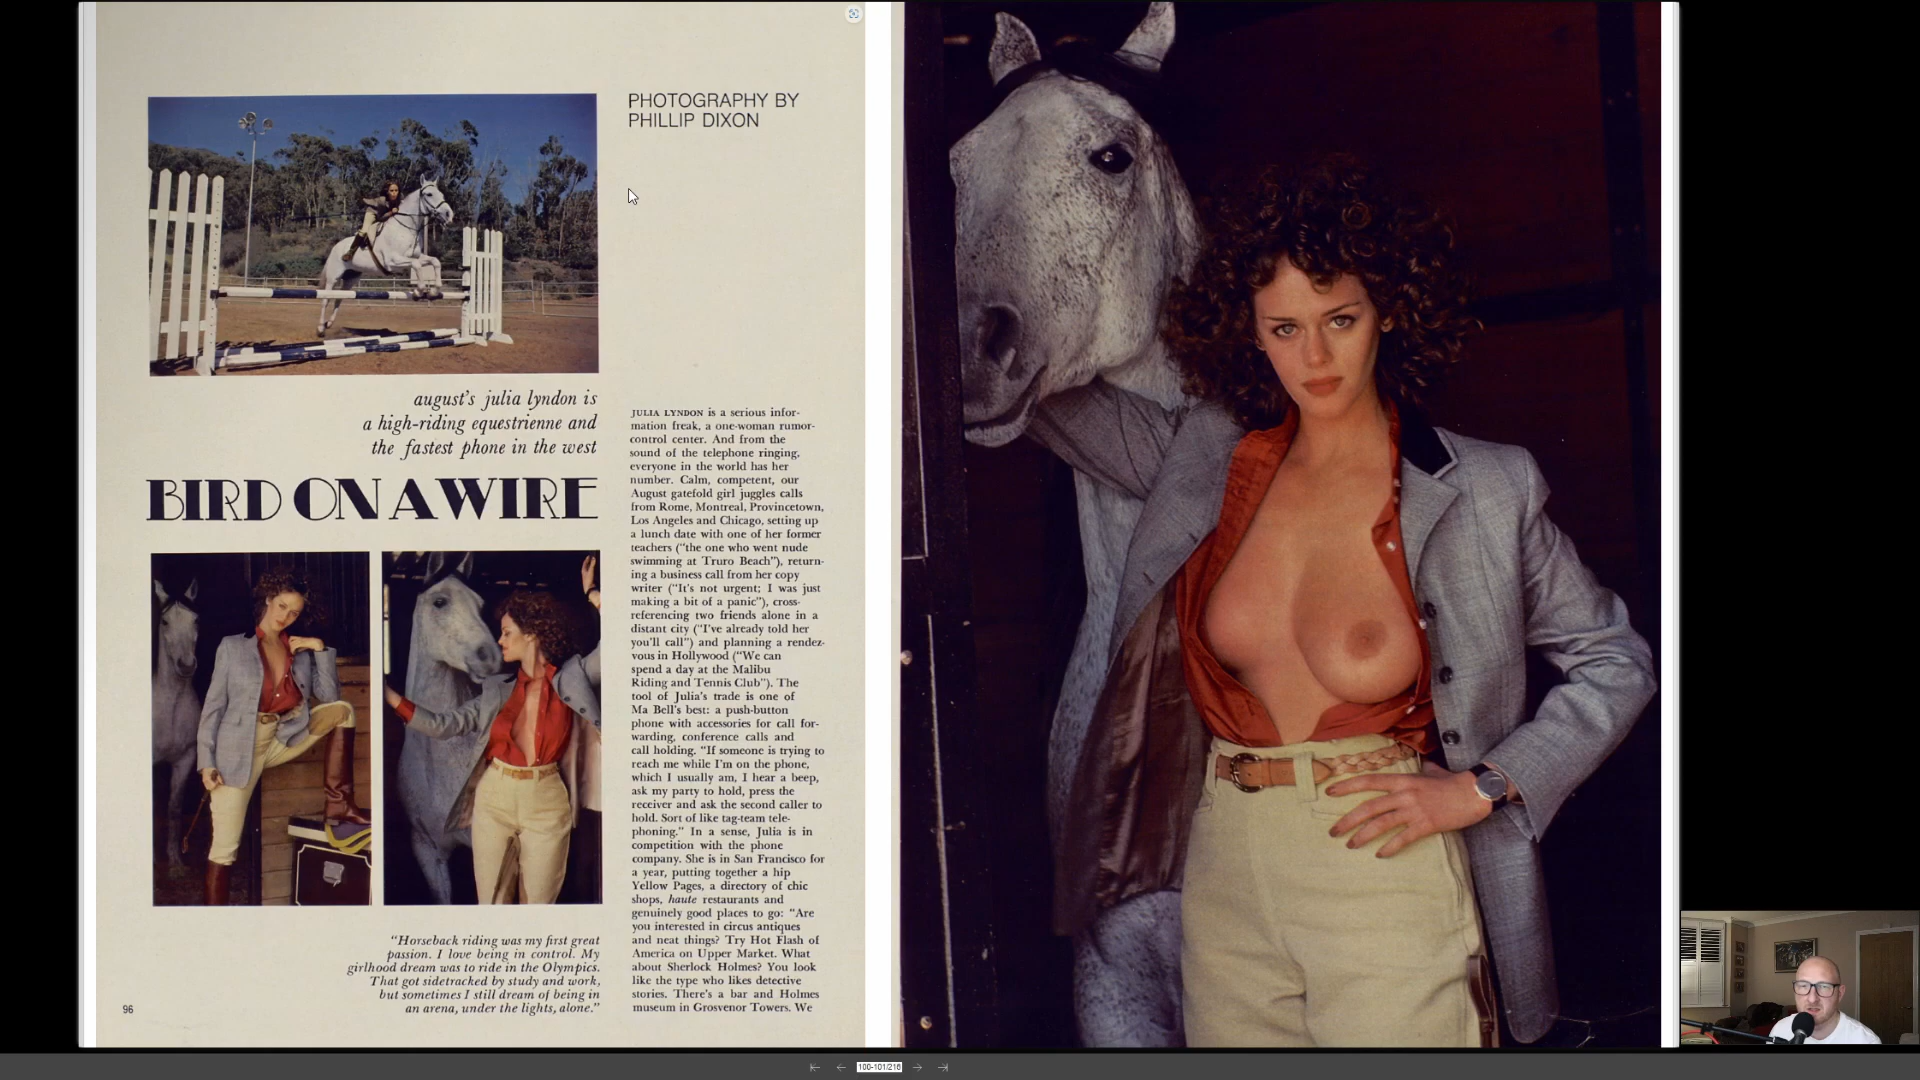 PHOTOGRAPHY BY
PHILLIP DIXON
august's julia lyndon is
a high-riding equestrienne and
the fastest phone in the west
BIRD ON A WIRE
JULIA LYNDON is a serious infor-
mation freak, a one-woman rumor-
control center. And from the
sound of the telephone ringing,
everyone in the world has her
number. Calm, competent, our
August gatefold girl juggles calls
from Rome, Montreal, Provincetown,
Los Angeles and Chicago, setting up
a lunch date with one of her former
teachers ("the one who went nude
swimming at Truro Beach"), return-
ing a business call from her copy
writer ("It's not urgent; I was just
making a bit of a panic"), cross-
referencing two friends alone in a
distant city ("I've already told her
you'll call") and planning a rendez-
vous in Hollywood ("We can
spend a day at the Malibu
Riding and Tennis Club"). The
tool of Julia's trade is one of
Ma Bell's best: a push-button
phone with accessories for call for-
warding, conference calls and
call holding. "If someone is trying to
reach me while I'm on the phone,
which I usually am, I hear a beep,
ask my party to hold, press the
receiver and ask the second caller to
hold. Sort of like tag-team tele-
phoning." In a sense, Julia is in
competition with the phone
company. She is in San Francisco for
a year, putting together a hip
Yellow Pages, a directory of chic
shops, haute restaurants and
genuinely good places to go: "Are
you interested in circus antiques
and neat things? Try Hot Flash of
America on Upper Market. What
about Sherlock Holmes? You look
like the type who likes detective
stories. There's a bar and Holmes
museum in Grosvenor Towers. We
"Horseback riding was my first great
passion. I love being in control. My
girlhood dream was to ride in the Olympics.
That got sidetracked by study and work,
but sometimes I still dream of being in
an arena, under the lights, alone."
96
100-101/216